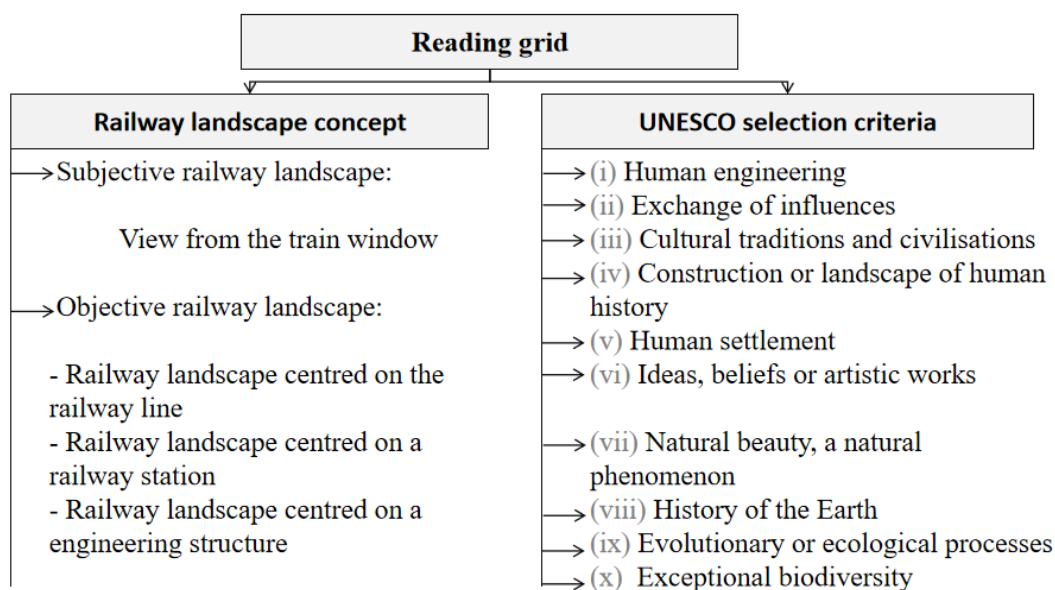 Reading grid
Railway landscape concept
Subjective railway landscape:
View from the train window
Objective railway landscape:
- Railway landscape centred on the
railway line
- Railway landscape centred on a
railway station
- Railway landscape centred on a
engineering structure
UNESCO selection criteria
(i) Human engineering
(ii) Exchange of influences
(iii) Cultural traditions and civilisations
(iv) Construction or landscape of human
history
(v) Human settlement
(vi) Ideas, beliefs or artistic works
(vii) Natural beauty, a natural
phenomenon
(viii) History of the Earth
(ix) Evolutionary or ecological processes
(x) Exceptional biodiversity